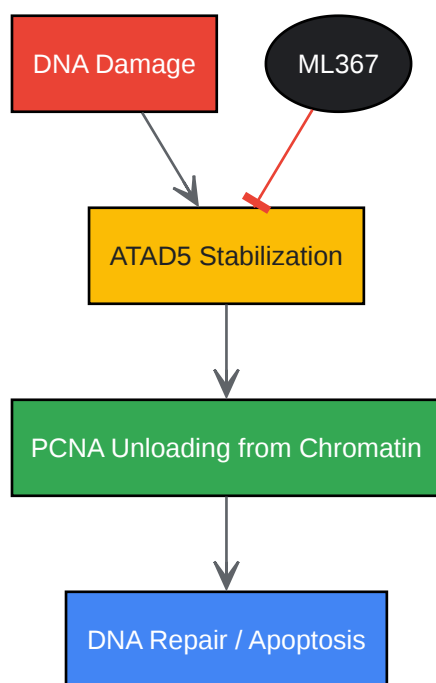 DNA Damage
ML367
ATAD5 Stabilization
PCNA Unloading from Chromatin
DNA Repair / Apoptosis